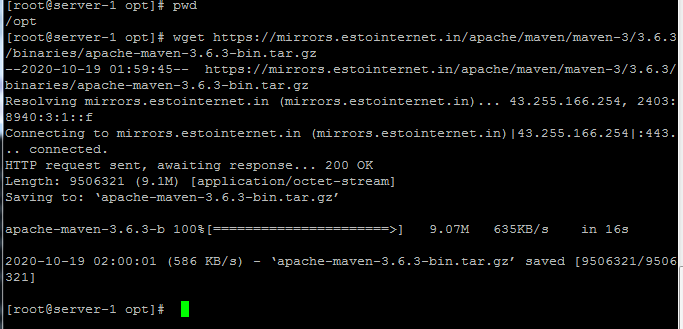 [root@server-1 opt]# pwd
/opt
[root@server-1 opt]# wget https://mirrors.estointernet.in/apache/maven/maven-3/3.6.3
/binaries/apache-maven-3.6.3-bin.tar.gz
--2020-10-19 01:59:45--  https://mirrors.estointernet.in/apache/maven/maven-3/3.6.3/
binaries/apache-maven-3.6.3-bin.tar.gz
Resolving mirrors.estointernet.in (mirrors.estointernet.in)... 43.255.166.254, 2403:
8940:3:1::f
Connecting to mirrors.estointernet.in (mirrors.estointernet.in)|43.255.166.254|:443.
.. connected.
HTTP request sent, awaiting response... 200 OK
Length: 9506321 (9.1M) [application/octet-stream]
Saving to: ‘apache-maven-3.6.3-bin.tar.gz’
apache-maven-3.6.3-b 100%[======================>]   9.07M   635KB/s    in 16s
2020-10-19 02:00:01 (586 KB/s) - ‘apache-maven-3.6.3-bin.tar.gz’ saved [9506321/9506
321]
[root@server-1 opt]#